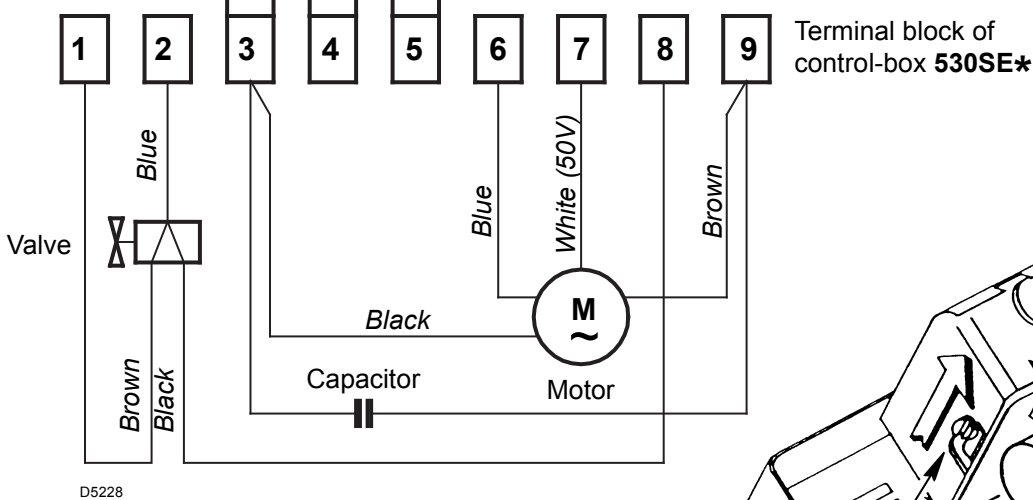 1 2 3 4 5 6 7 8 9
Terminal block of
control-box 530SE*
Blue
Blue
White (50V)
Brown
Valve
M
~
Black
Brown
Black
Capacitor
Motor
D5228